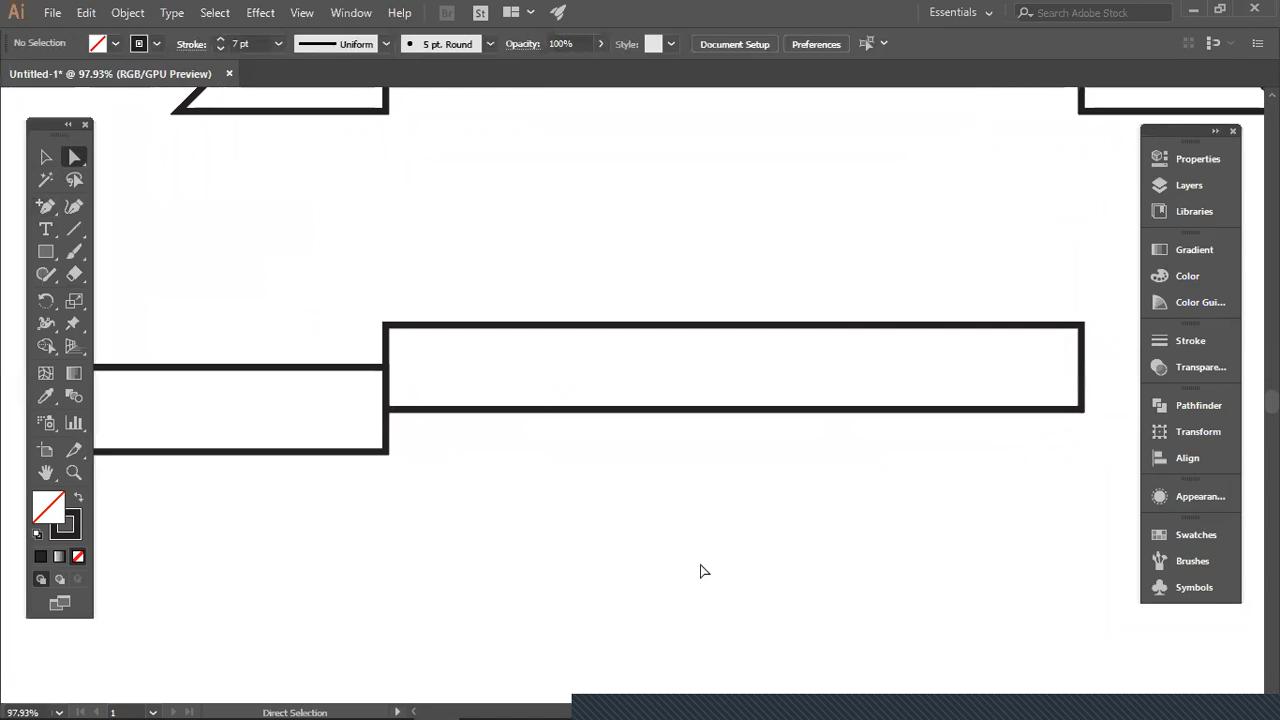 Ai File Edit Object Type Select Effect View Window Help Br St Essentials Search Adobe Stock
No Selection Stroke: 7 pt Uniform 5 pt. Round Opacity: 100% Style: Document Setup Preferences
Untitled-1* @ 97.93% (RGB/GPU Preview)
Properties
Layers
Libraries
Gradient
Color
Color Gui...
Stroke
Transpare...
Pathfinder
Transform
Align
Appearan...
Swatches
Brushes
Symbols
97.93% 1 Direct Selection